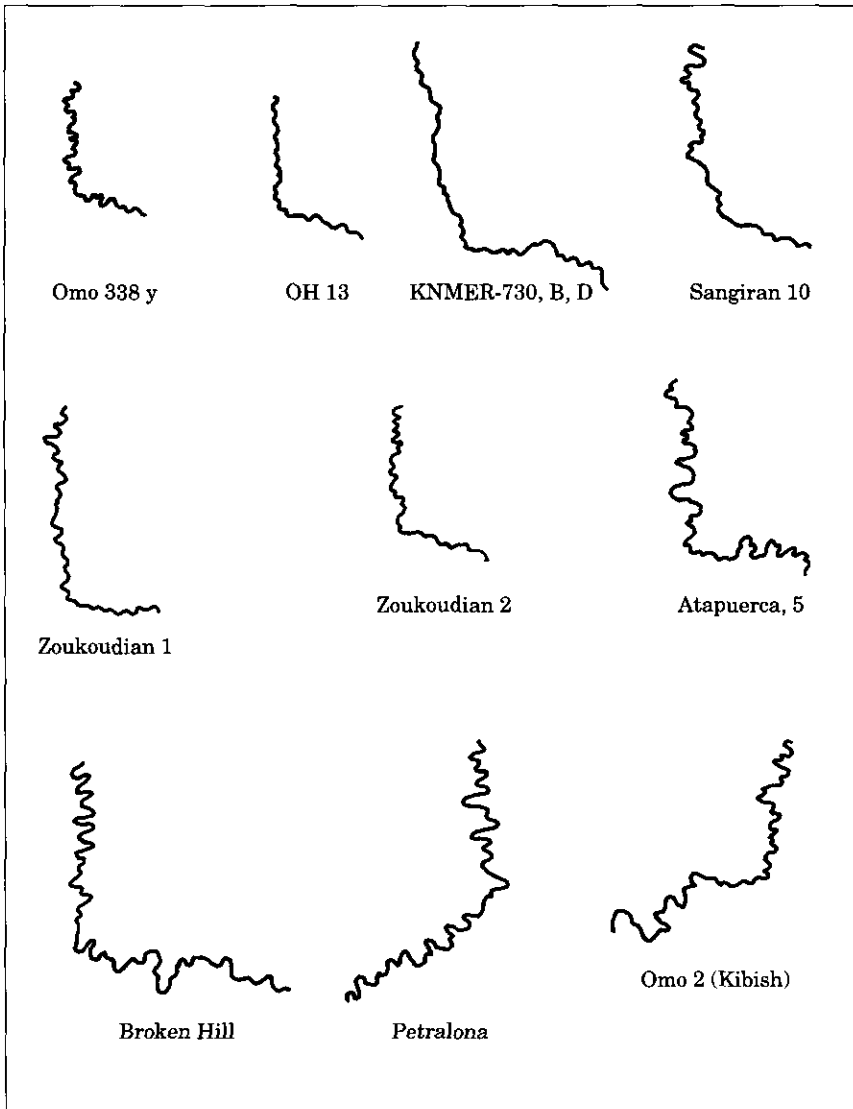 Omo 338 y
OH 13
KNMER-730, B, D
Sangiran 10
Zoukoudian 1
Zoukoudian 2
Atapuerca, 5
Broken Hill
Petralona
Omo 2 (Kibish)